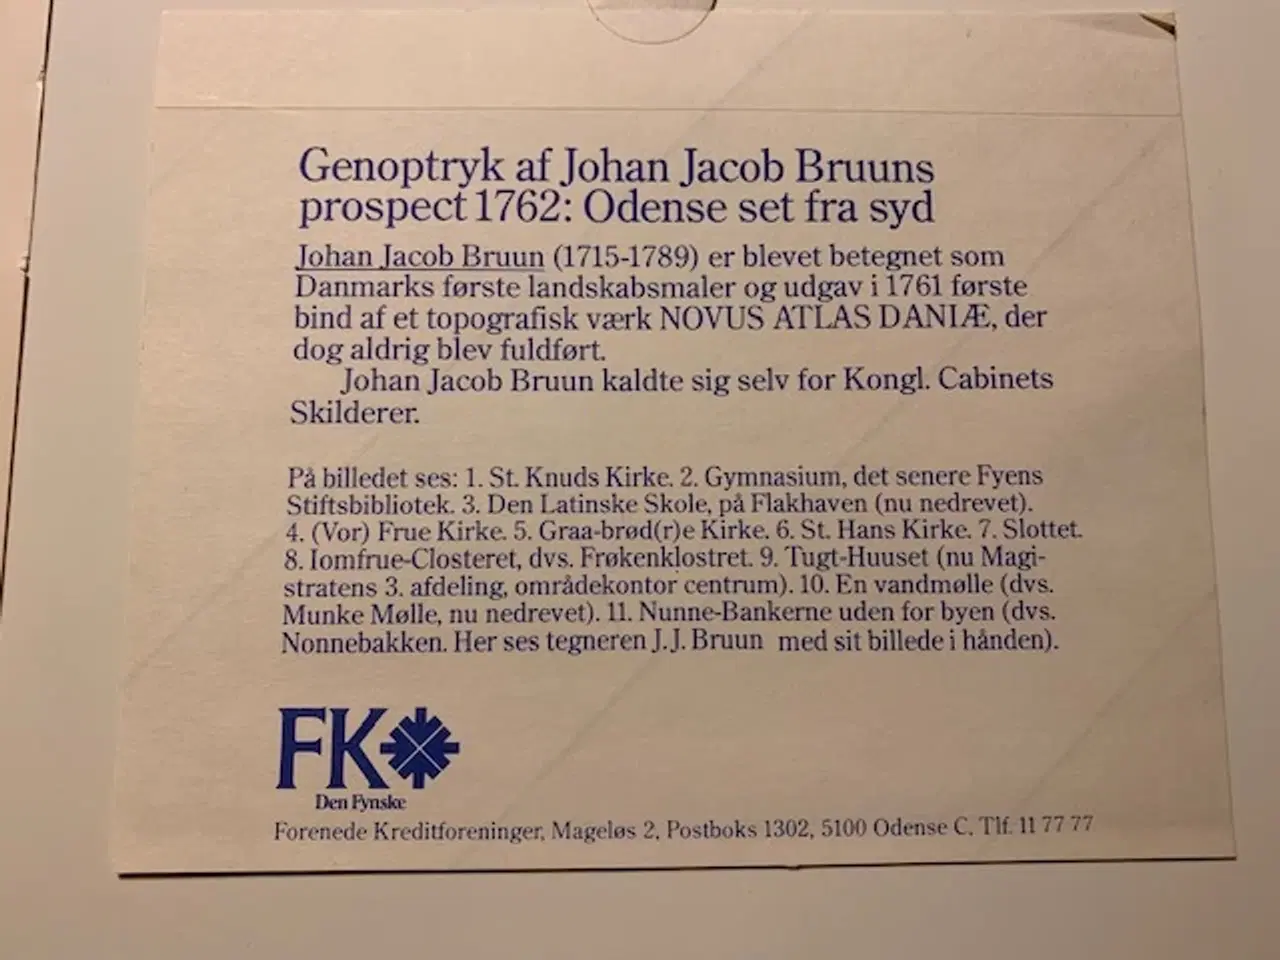 Genoptryk af Johan Jacob Bruuns
prospect 1762: Odense set fra syd
Johan Jacob Bruun (1715-1789) er blevet betegnet som
Danmarks første landskabsmaler og udgav i 1761 første
bind af et topografisk værk NOVUS ATLAS DANIÆ, der
dog aldrig blev fuldført.
Johan Jacob Bruun kaldte sig selv for Kongl. Cabinets
Skilderer.
På billedet ses: 1. St. Knuds Kirke. 2. Gymnasium, det senere Fyens
Stiftsbibliotek. 3. Den Latinske Skole, på Flakhaven (nu nedrevet).
4. (Vor) Frue Kirke. 5. Graa-brød(r)e Kirke. 6. St. Hans Kirke. 7. Slottet.
8. Iomfrue-Closteret, dvs. Frøkenklostret. 9. Tugt-Huuset (nu Magi-
stratens 3. afdeling, områdekontor centrum). 10. En vandmølle (dvs.
Munke Mølle, nu nedrevet). 11. Nunne-Bankerne uden for byen (dvs.
Nonnebakken. Her ses tegneren J.J. Bruun med sit billede i hånden).
FK
Den Fynske
Forenede Kreditforeninger, Mageløs 2, Postboks 1302, 5100 Odense C, Tlf. 11 77 77